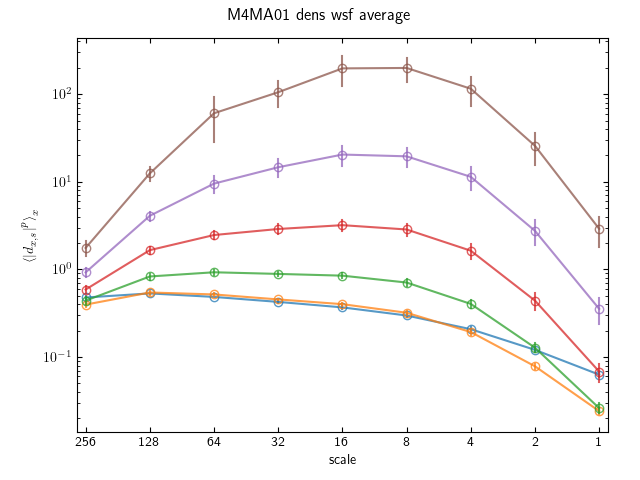 M4MA01 dens wsf average
⟨|d_{x,s}|^p⟩_x
10^2
10^1
10^0
10^{-1}
256 128 64 32 16 8 4 2 1
scale